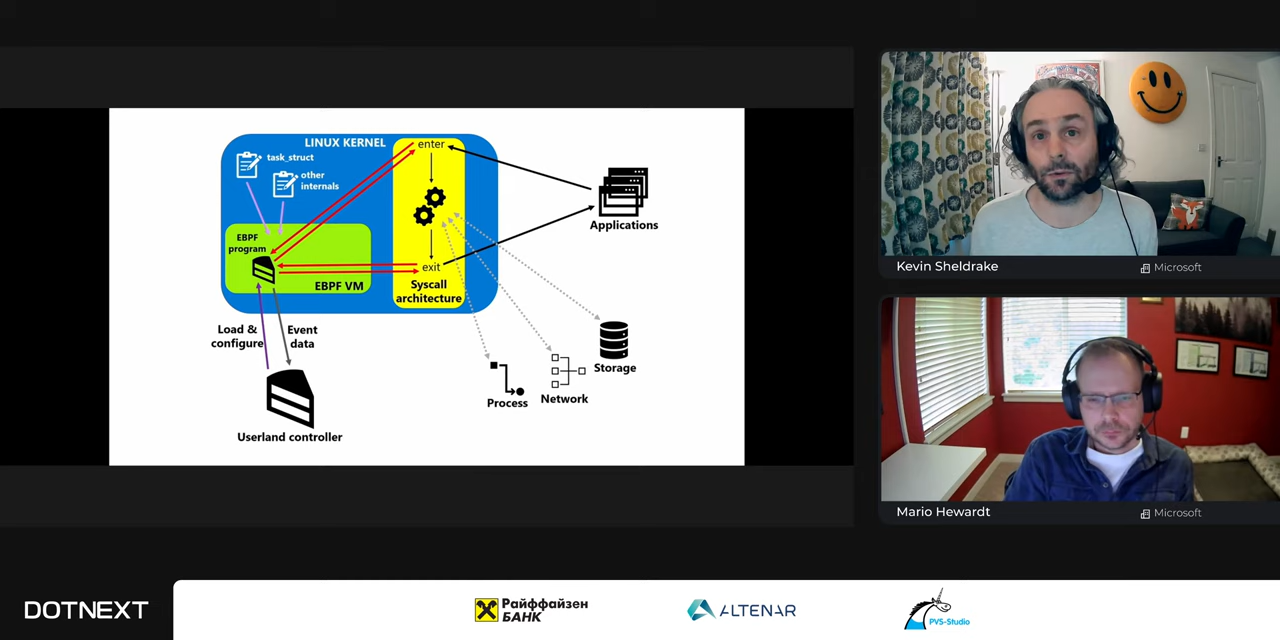 LINUX KERNEL
task_struct
other
internals
EBPF
program
EBPF VM
enter
exit
Syscall
architecture
Applications
Load &
configure
Event
data
Userland controller
Process
Network
Storage
Kevin Sheldrake
Microsoft
Mario Hewardt
Microsoft
DOTNEXT
Райффайзен
БАНК
ALTENAR
PVS-Studio